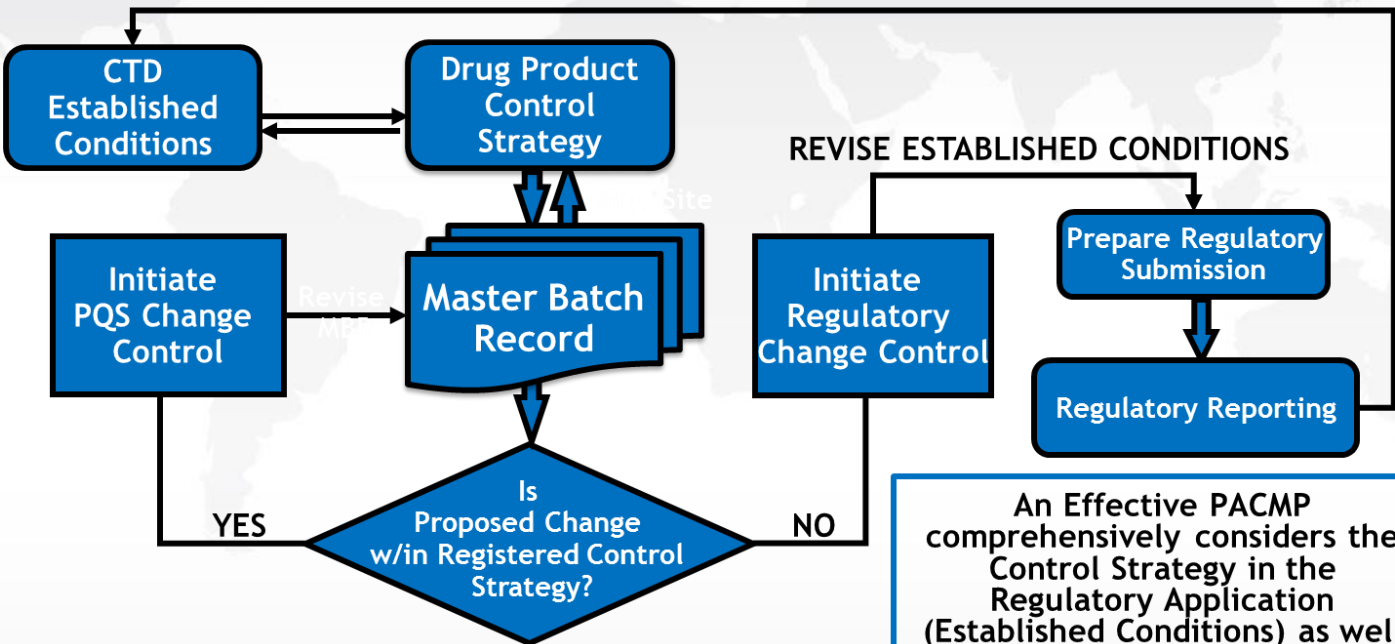 CTD
Established
Conditions
Drug Product
Control
Strategy
REVISE ESTABLISHED CONDITIONS
Site
Initiate
PQS Change
Control
Revise
Master Batch
Record
Initiate
Regulatory
Change Control
Prepare Regulatory
Submission
Regulatory Reporting
Is
Proposed Change
w/in Registered Control
Strategy?
YES
NO
An Effective PACMP
comprehensively considers the
Control Strategy in the
Regulatory Application
(Established Conditions) as well